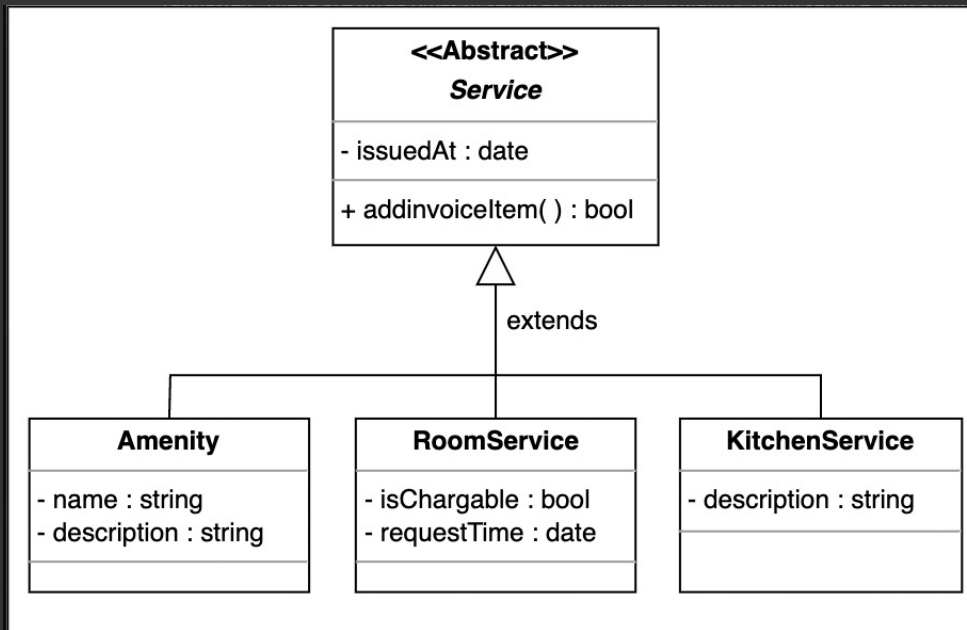 <<Abstract>>
Service
- issuedAt : date
+ addinvoiceItem( ) : bool
extends
Amenity
- name : string
- description : string
RoomService
- isChargable : bool
- requestTime : date
KitchenService
- description : string